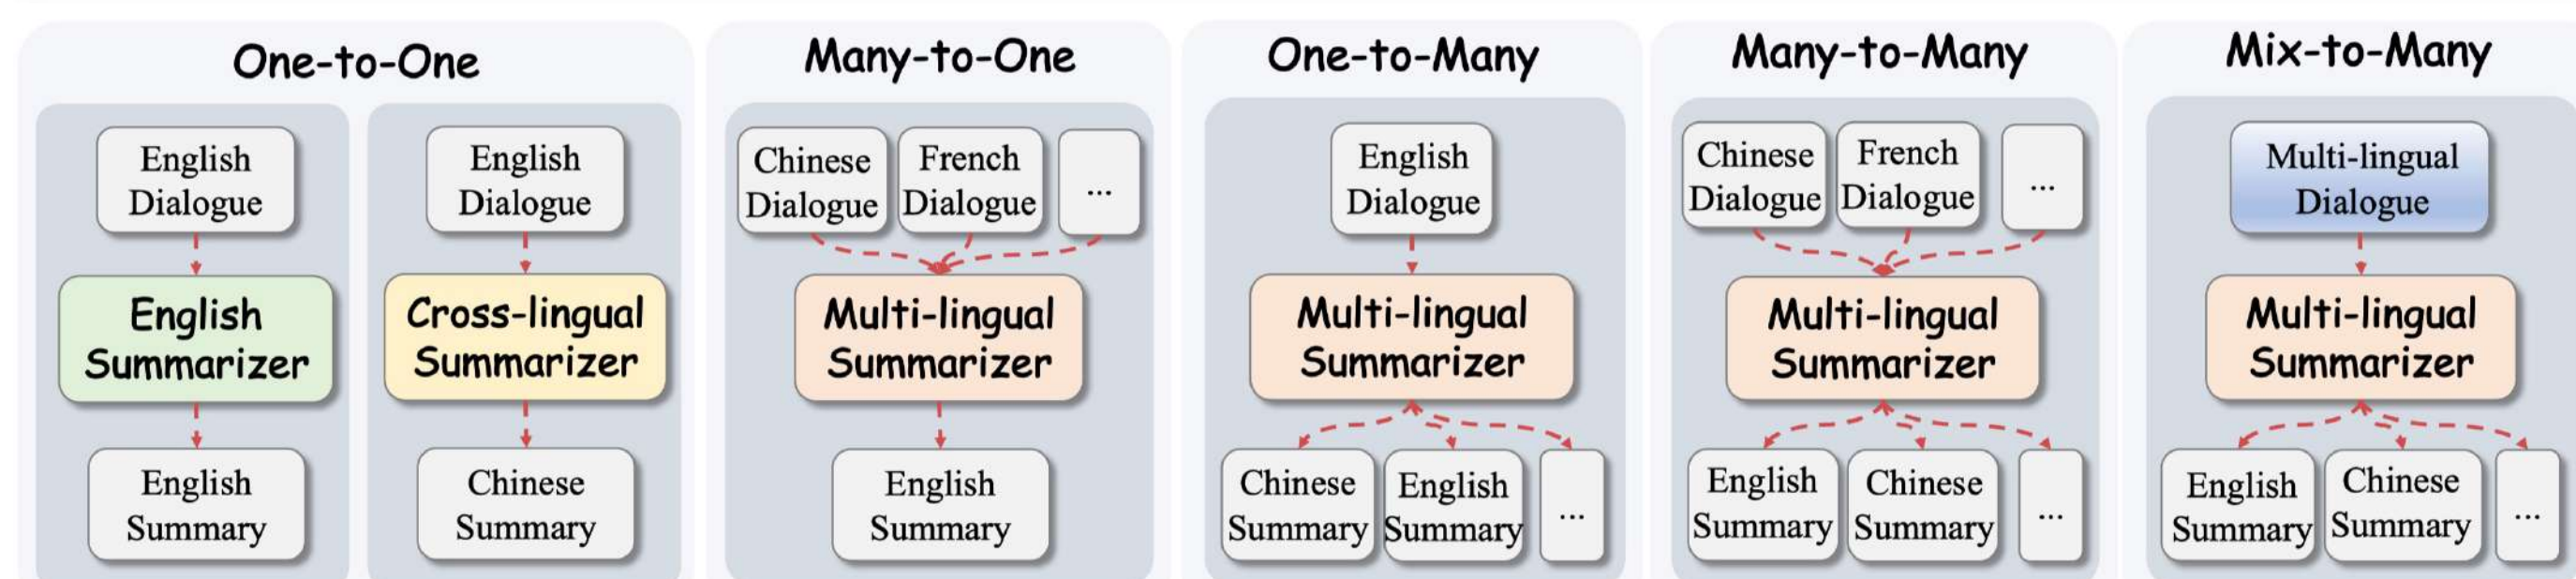 One-to-One
English
Dialogue
English
Summarizer
English
Summary
English
Dialogue
Cross-lingual
Summarizer
Chinese
Summary
Many-to-One
Chinese
Dialogue
French
Dialogue
...
Multi-lingual
Summarizer
English
Summary
One-to-Many
English
Dialogue
Multi-lingual
Summarizer
Chinese
Summary
English
Summary
...
Many-to-Many
Chinese
Dialogue
French
Dialogue
...
Multi-lingual
Summarizer
English
Summary
Chinese
Summary
...
Mix-to-Many
Multi-lingual
Dialogue
Multi-lingual
Summarizer
English
Summary
Chinese
Summary
...